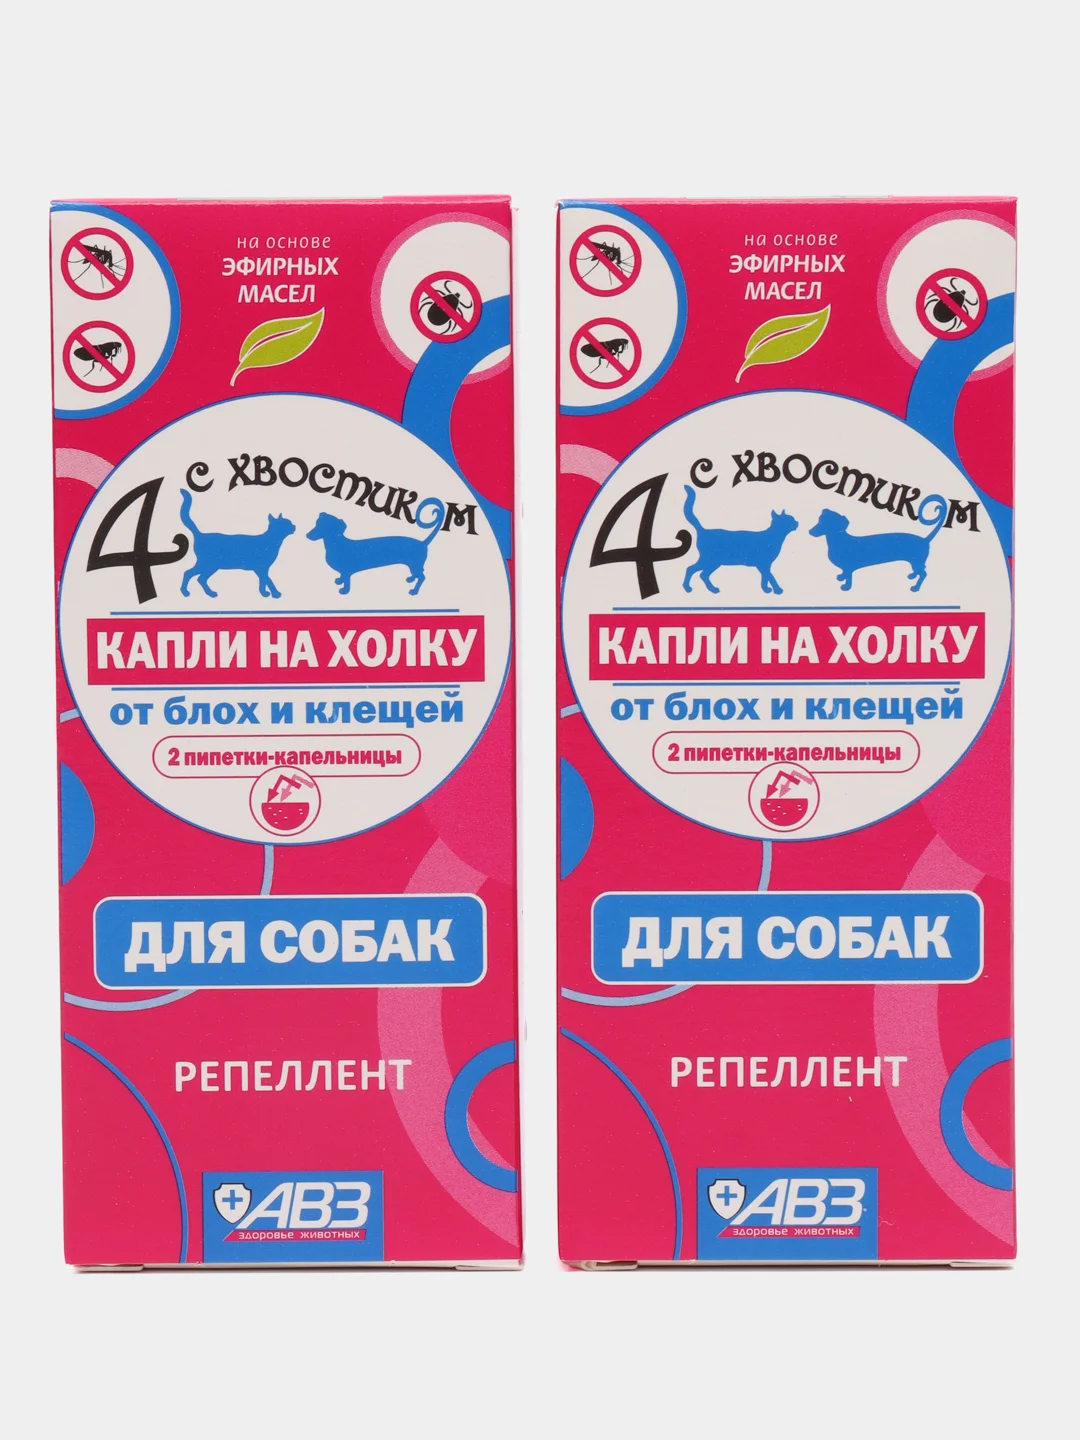 на основе
ЭФИРНЫХ
МАСЕЛ
4 с хвостиком
КАПЛИ НА ХОЛКУ
от блох и клещей
2 пипетки-капельницы
ДЛЯ СОБАК
РЕПЕЛЛЕНТ
АВЗ
здоровье животных
на основе
ЭФИРНЫХ
МАСЕЛ
4 с хвостиком
КАПЛИ НА ХОЛКУ
от блох и клещей
2 пипетки-капельницы
ДЛЯ СОБАК
РЕПЕЛЛЕНТ
АВЗ
здоровье животных